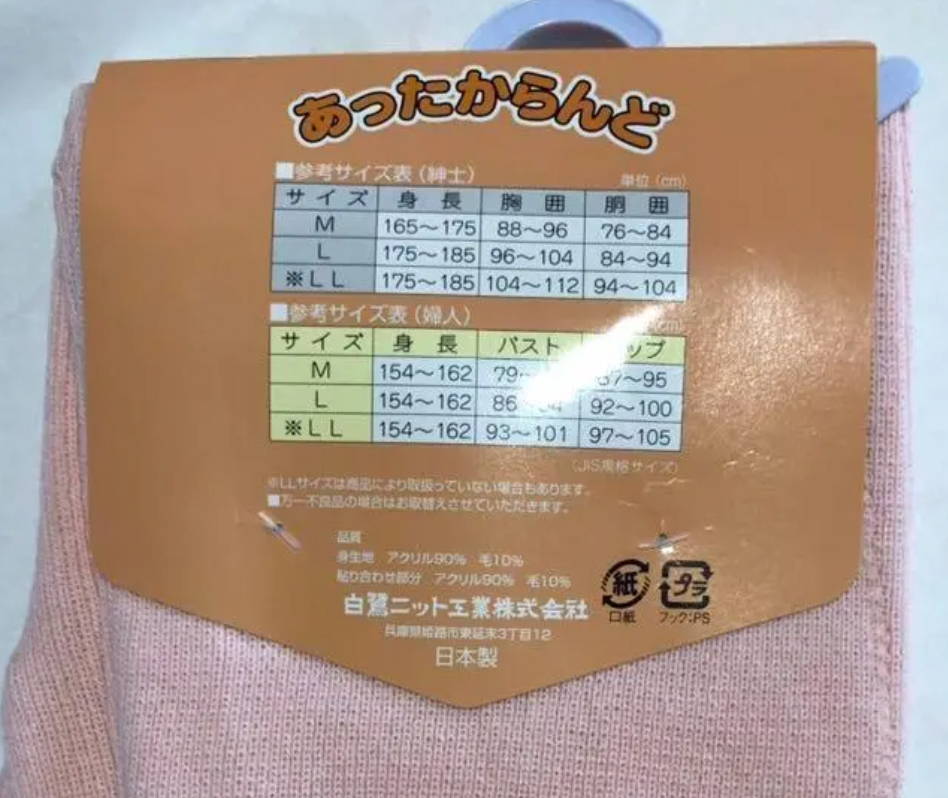 あったからんど
■参考サイズ表（紳士） 単位（cm）
サイズ 身長 胸囲 胴囲
M 165～175 88～96 76～84
L 175～185 96～104 84～94
※LL 175～185 104～112 94～104
■参考サイズ表（婦人） (cm)
サイズ 身長 バスト ップ
M 154～162 79～ 87～95
L 154～162 86 94 92～100
※LL 154～162 93～101 97～105
（JIS規格サイズ）
※LLサイズは商品により取扱っていない場合もあります。
■万一不良品の場合はお取替えさせていただきます。
品質
身生地 アクリル90% 毛10%
貼り合わせ部分 アクリル90% 毛10%
白鷺ニット工業株式会社
兵庫県姫路市東延末3丁目12
日本製
紙 プラ
口紙 フック:PS